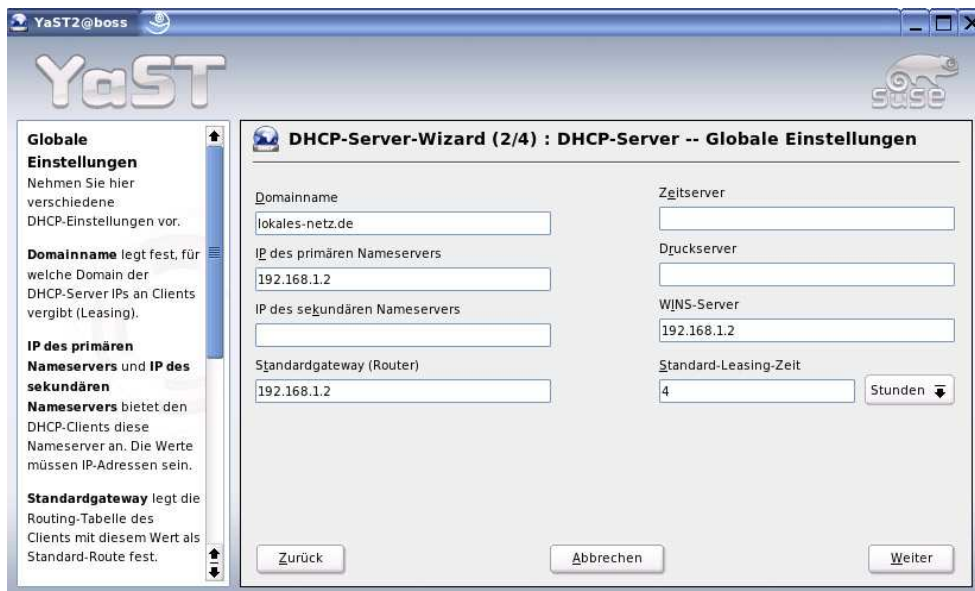 YaST2@boss
YaST
suse
Globale
Einstellungen
Nehmen Sie hier
verschiedene
DHCP-Einstellungen vor.
Domainname legt fest, für
welche Domain der
DHCP-Server IPs an Clients
vergibt (Leasing).
IP des primären
Nameservers und IP des
sekundären
Nameservers bietet den
DHCP-Clients diese
Nameserver an. Die Werte
müssen IP-Adressen sein.
Standardgateway legt die
Routing-Tabelle des
Clients mit diesem Wert als
Standard-Route fest.
DHCP-Server-Wizard (2/4) : DHCP-Server -- Globale Einstellungen
Domainname
lokales-netz.de
IP des primären Nameservers
192.168.1.2
IP des sekundären Nameservers
Standardgateway (Router)
192.168.1.2
Zeitserver
Druckserver
WINS-Server
192.168.1.2
Standard-Leasing-Zeit
4 Stunden
Zurück Abbrechen Weiter